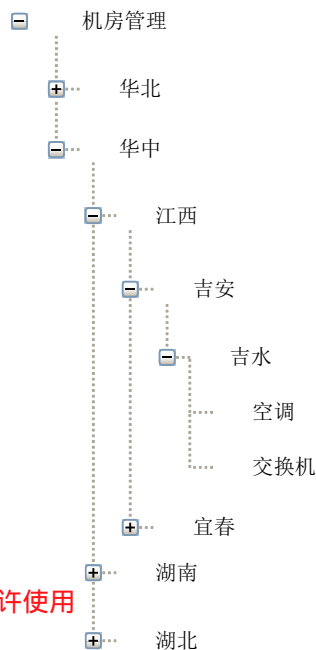 机房管理
华北
华中
江西
吉安
吉水
空调
交换机
宜春
湖南
许使用
湖北